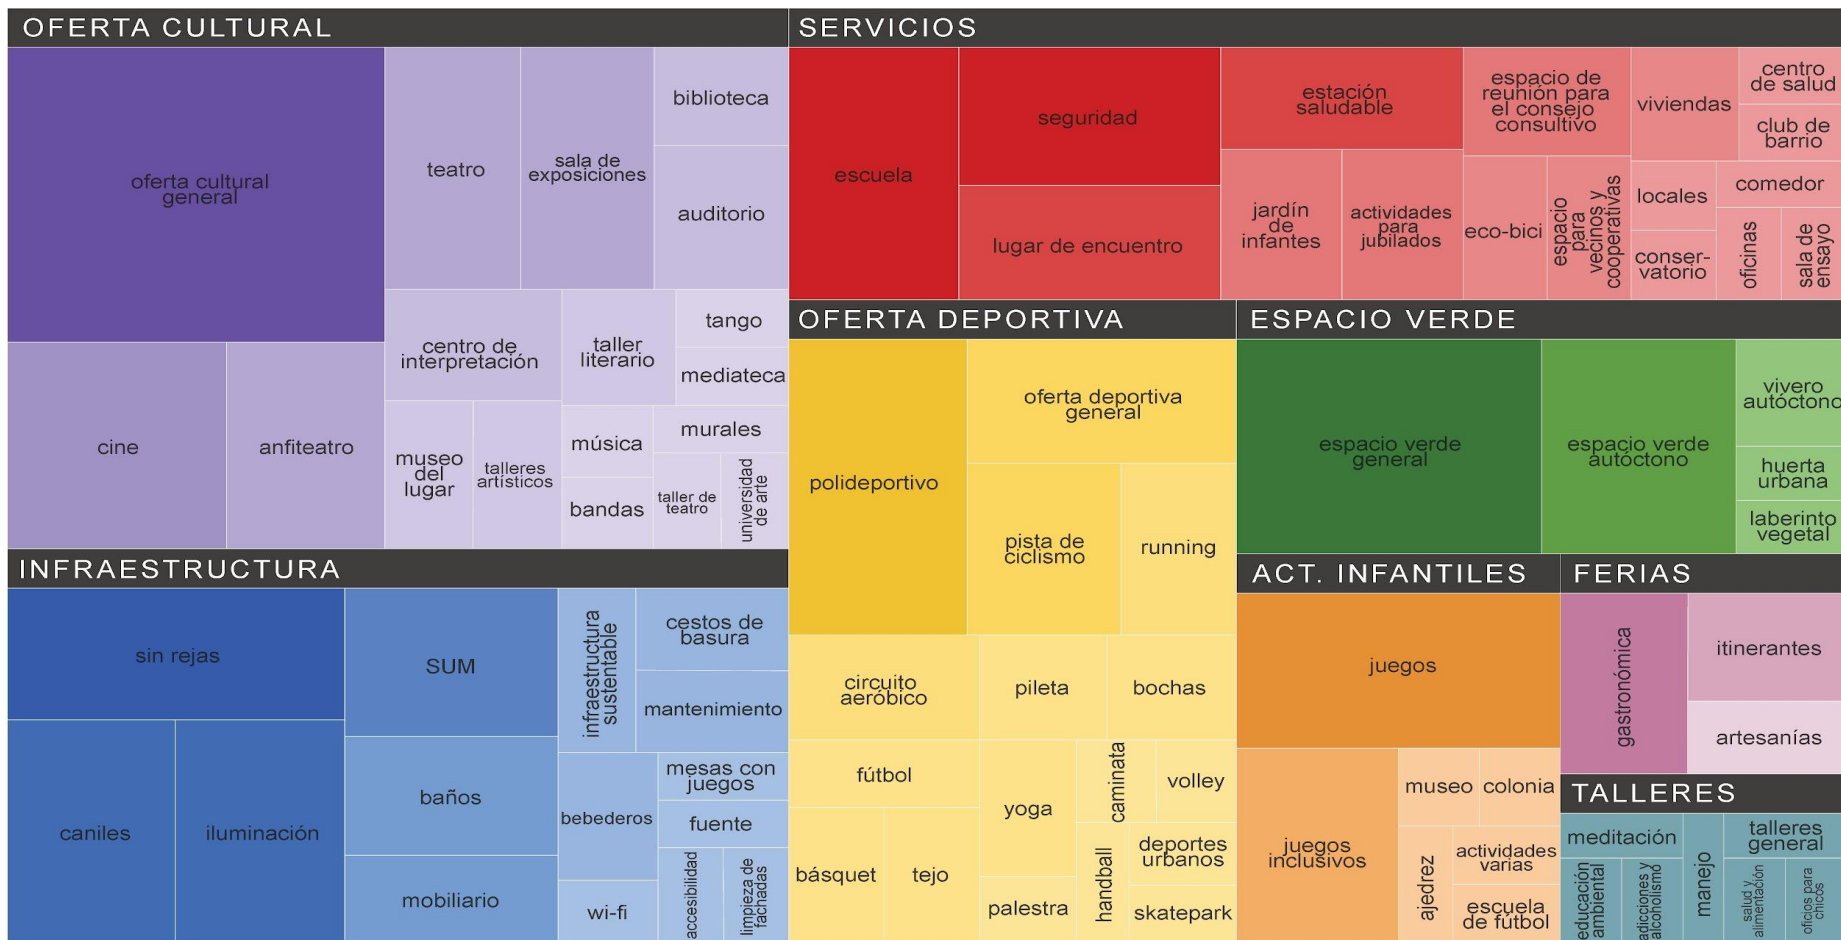 OFERTA CULTURAL
oferta cultural
general
teatro
sala de
exposiciones
biblioteca
auditorio
cine
anfiteatro
centro de
interpretación
taller
literario
tango
mediateca
museo
del
lugar
talleres
artísticos
música
bandas
murales
taller de
teatro
universidad
de arte
SERVICIOS
escuela
seguridad
lugar de encuentro
estación
saludable
jardín
de
infantes
actividades
para
jubilados
espacio de
reunión para
el consejo
consultivo
eco-bici
espacio
para
vecinos y
cooperativas
viviendas
centro
de salud
club de
barrio
locales
conser-
vatorio
comedor
oficinas
sala de
ensayo
INFRAESTRUCTURA
sin rejas
caniles
iluminación
SUM
baños
mobiliario
infraestructura
sustentable
cestos de
basura
mantenimiento
bebederos
wi-fi
mesas con
juegos
fuente
accesibilidad
limpieza de
fachadas
OFERTA DEPORTIVA
polideportivo
oferta deportiva
general
pista de
ciclismo
running
circuito
aeróbico
pileta
bochas
fútbol
básquet
tejo
yoga
palestra
caminata
volley
handball
deportes
urbanos
skatepark
ESPACIO VERDE
espacio verde
general
espacio verde
autóctono
vivero
autóctono
huerta
urbana
laberinto
vegetal
ACT. INFANTILES
juegos
juegos
inclusivos
museo
colonia
ajedrez
actividades
varias
escuela
de fútbol
FERIAS
gastronómica
itinerantes
artesanías
TALLERES
meditación
educación
ambiental
adicciones y
alcoholismo
manejo
talleres
general
salud y
alimentación
oficios para
chicos